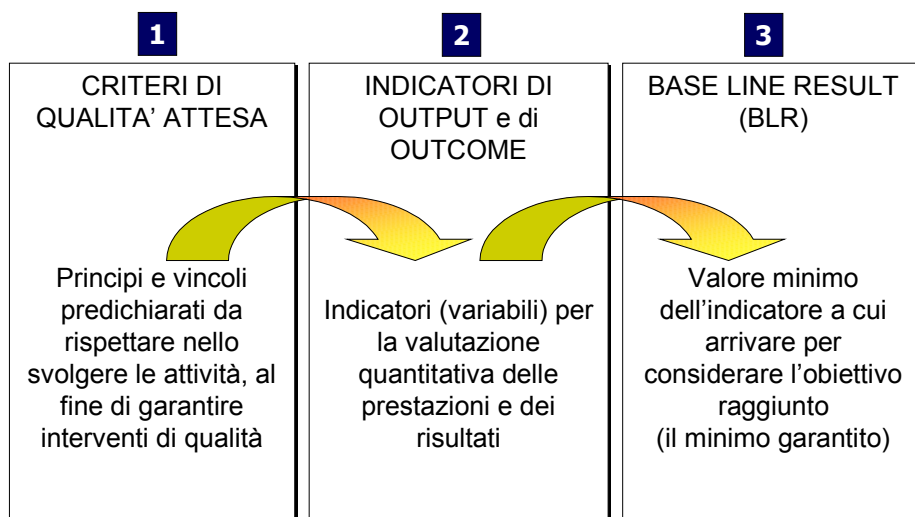 1
CRITERI DI
QUALITA’ ATTESA
Principi e vincoli
predichiarati da
rispettare nello
svolgere le attività, al
fine di garantire
interventi di qualità
2
INDICATORI DI
OUTPUT e di
OUTCOME
Indicatori (variabili) per
la valutazione
quantitativa delle
prestazioni e dei
risultati
3
BASE LINE RESULT
(BLR)
Valore minimo
dell’indicatore a cui
arrivare per
considerare l’obiettivo
raggiunto
(il minimo garantito)